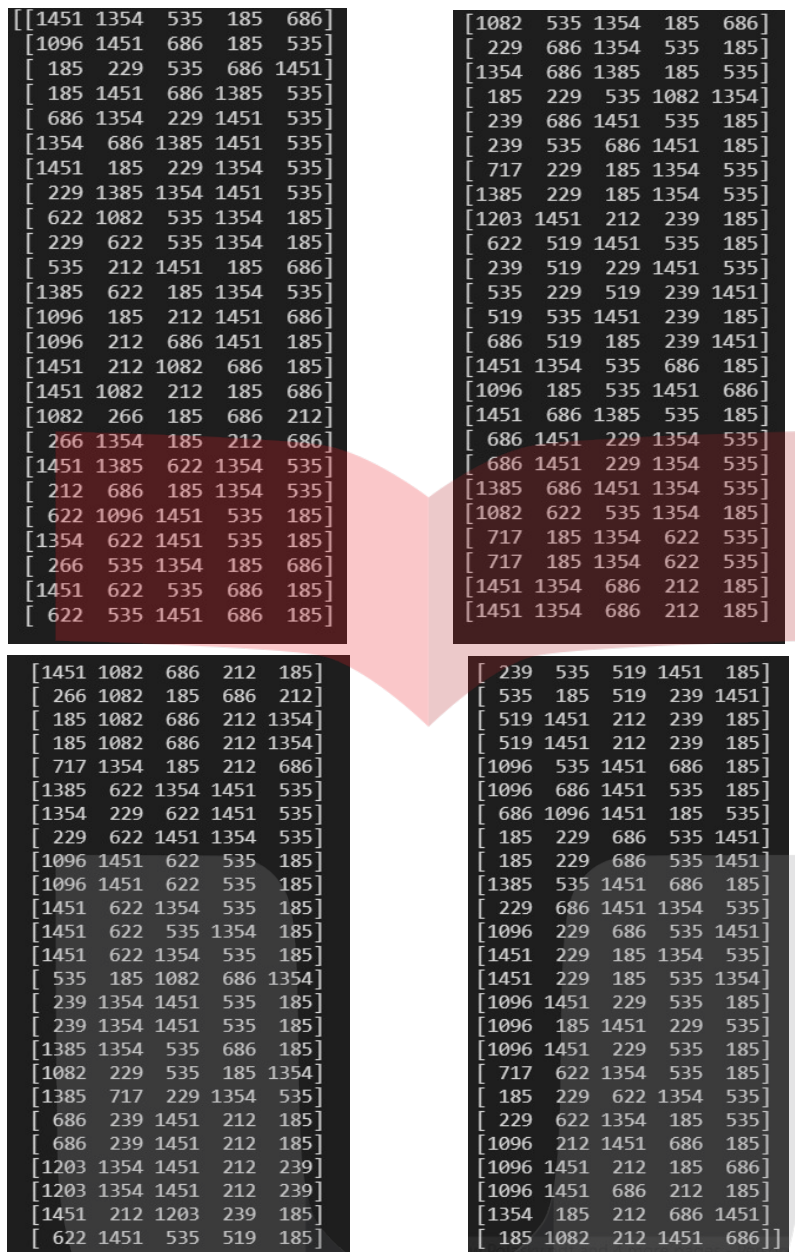 [[1451 1354 535 185 686]
[1096 1451 686 185 535]
[ 185 229 535 686 1451]
[ 185 1451 686 1385 535]
[ 686 1354 229 1451 535]
[1354 686 1385 1451 535]
[1451 185 229 1354 535]
[ 229 1385 1354 1451 535]
[ 622 1082 535 1354 185]
[ 229 622 535 1354 185]
[ 535 212 1451 185 686]
[1385 622 185 1354 535]
[1096 185 212 1451 686]
[1096 212 686 1451 185]
[1451 212 1082 686 185]
[1451 1082 212 185 686]
[1082 266 185 686 212]
[ 266 1354 185 212 686]
[1451 1385 622 1354 535]
[ 212 686 185 1354 535]
[ 622 1096 1451 535 185]
[1354 622 1451 535 185]
[ 266 535 1354 185 686]
[1451 622 535 686 185]
[ 622 535 1451 686 185]
[1082 535 1354 185 686]
[ 229 686 1354 535 185]
[1354 686 1385 185 535]
[ 185 229 535 1082 1354]
[ 239 686 1451 535 185]
[ 239 535 686 1451 185]
[ 717 229 185 1354 535]
[1385 229 185 1354 535]
[1203 1451 212 239 185]
[ 622 519 1451 535 185]
[ 239 519 229 1451 535]
[ 535 229 519 239 1451]
[ 519 535 1451 239 185]
[ 686 519 185 239 1451]
[1451 1354 535 686 185]
[1096 185 535 1451 686]
[1451 686 1385 535 185]
[ 686 1451 229 1354 535]
[ 686 1451 229 1354 535]
[1385 686 1451 1354 535]
[1082 622 535 1354 185]
[ 717 185 1354 622 535]
[ 717 185 1354 622 535]
[1451 1354 686 212 185]
[1451 1354 686 212 185]
[1451 1082 686 212 185]
[ 266 1082 185 686 212]
[ 185 1082 686 212 1354]
[ 185 1082 686 212 1354]
[ 717 1354 185 212 686]
[1385 622 1354 1451 535]
[1354 229 622 1451 535]
[ 229 622 1451 1354 535]
[1096 1451 622 535 185]
[1096 1451 622 535 185]
[1451 622 1354 535 185]
[1451 622 535 1354 185]
[1451 622 1354 535 185]
[ 535 185 1082 686 1354]
[ 239 1354 1451 535 185]
[ 239 1354 1451 535 185]
[1385 1354 535 686 185]
[1082 229 535 185 1354]
[1385 717 229 1354 535]
[ 686 239 1451 212 185]
[ 686 239 1451 212 185]
[1203 1354 1451 212 239]
[1203 1354 1451 212 239]
[1451 212 1203 239 185]
[ 622 1451 535 519 185]
[ 239 535 519 1451 185]
[ 535 185 519 239 1451]
[ 519 1451 212 239 185]
[ 519 1451 212 239 185]
[1096 535 1451 686 185]
[1096 686 1451 535 185]
[ 686 1096 1451 185 535]
[ 185 229 686 535 1451]
[ 185 229 686 535 1451]
[1385 535 1451 686 185]
[ 229 686 1451 1354 535]
[1096 229 686 535 1451]
[1451 229 185 1354 535]
[1451 229 185 535 1354]
[1096 1451 229 535 185]
[1096 185 1451 229 535]
[1096 1451 229 535 185]
[ 717 622 1354 535 185]
[ 185 229 622 1354 535]
[ 229 622 1354 185 535]
[1096 212 1451 686 185]
[1096 1451 212 185 686]
[1096 1451 686 212 185]
[1354 185 212 686 1451]
[ 185 1082 212 1451 686]]